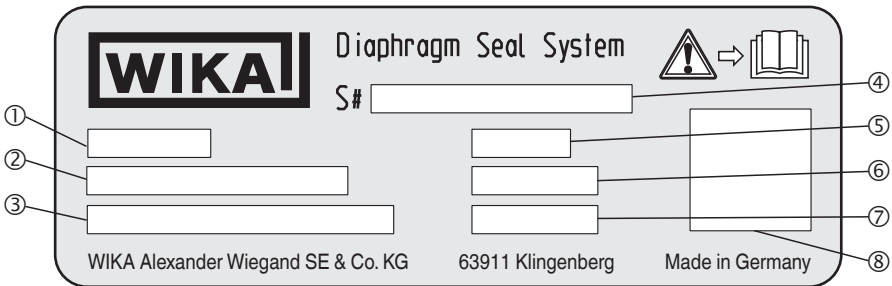 WIKA
Diaphragm Seal System
S#
④
①
⑤
②
⑥
③
⑦
WIKA Alexander Wiegand SE & Co. KG 63911 Klingenberg Made in Germany
⑧